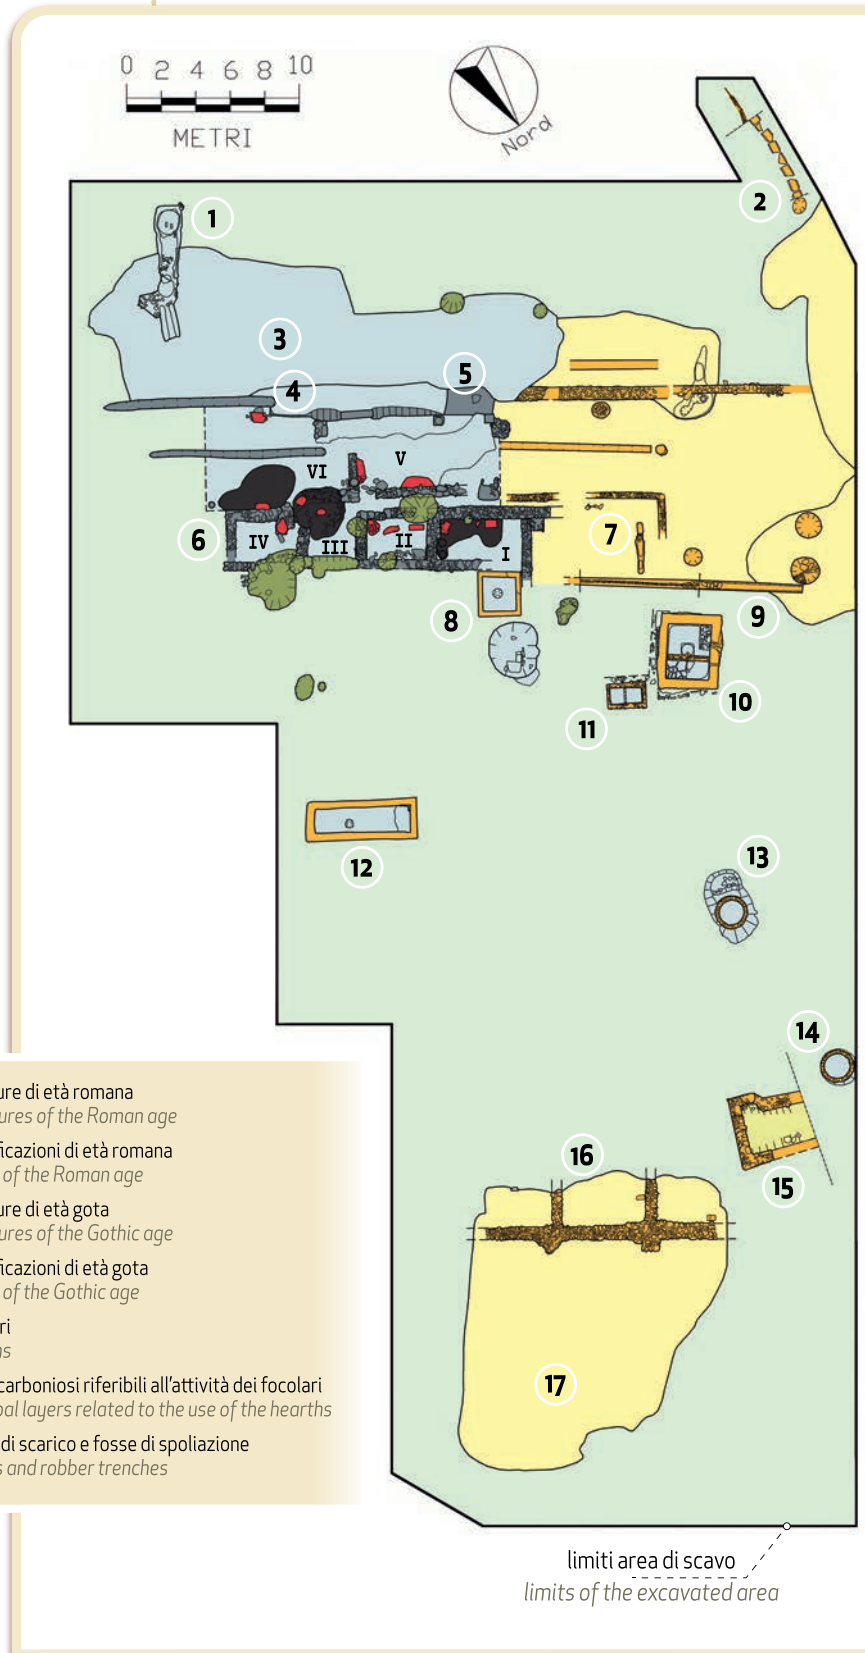 0 2 4 6 8 10
METRI
Nord
1
2
3
4
5
VI
V
6
IV
III
II
I
7
8
9
10
11
12
13
14
15
16
17
ure di età romana
ures of the Roman age
ficazioni di età romana
of the Roman age
ure di età gota
ures of the Gothic age
ficazioni di età gota
of the Gothic age
ri
ns
carboniosi riferibili all'attività dei focolari
oal layers related to the use of the hearths
di scarico e fosse di spoliazione
s and robber trenches
limiti area di scavo
limits of the excavated area